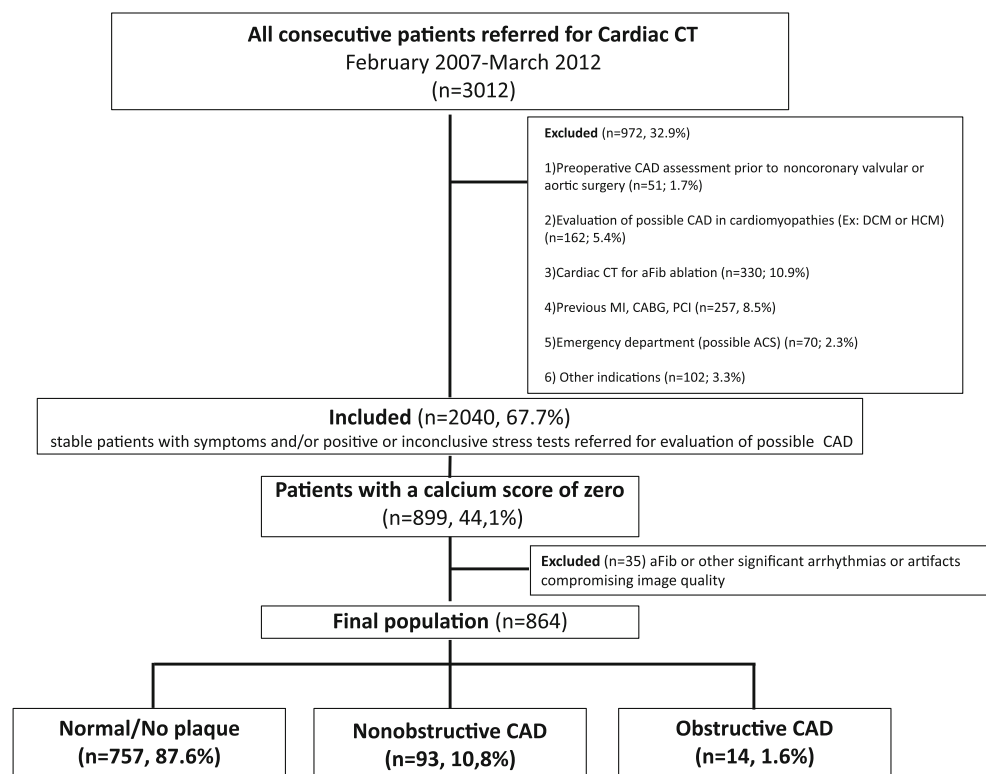 All consecutive patients referred for Cardiac CT
February 2007-March 2012
(n=3012)
Excluded (n=972, 32.9%)
1)Preoperative CAD assessment prior to noncoronary valvular or
aortic surgery (n=51; 1.7%)
2)Evaluation of possible CAD in cardiomyopathies (Ex: DCM or HCM)
(n=162; 5.4%)
3)Cardiac CT for aFib ablation (n=330; 10.9%)
4)Previous MI, CABG, PCI (n=257, 8.5%)
5)Emergency department (possible ACS) (n=70; 2.3%)
6) Other indications (n=102; 3.3%)
Included (n=2040, 67.7%)
stable patients with symptoms and/or positive or inconclusive stress tests referred for evaluation of possible CAD
Patients with a calcium score of zero
(n=899, 44,1%)
Excluded (n=35) aFib or other significant arrhythmias or artifacts
compromising image quality
Final population (n=864)
Normal/No plaque
(n=757, 87.6%)
Nonobstructive CAD
(n=93, 10,8%)
Obstructive CAD
(n=14, 1.6%)